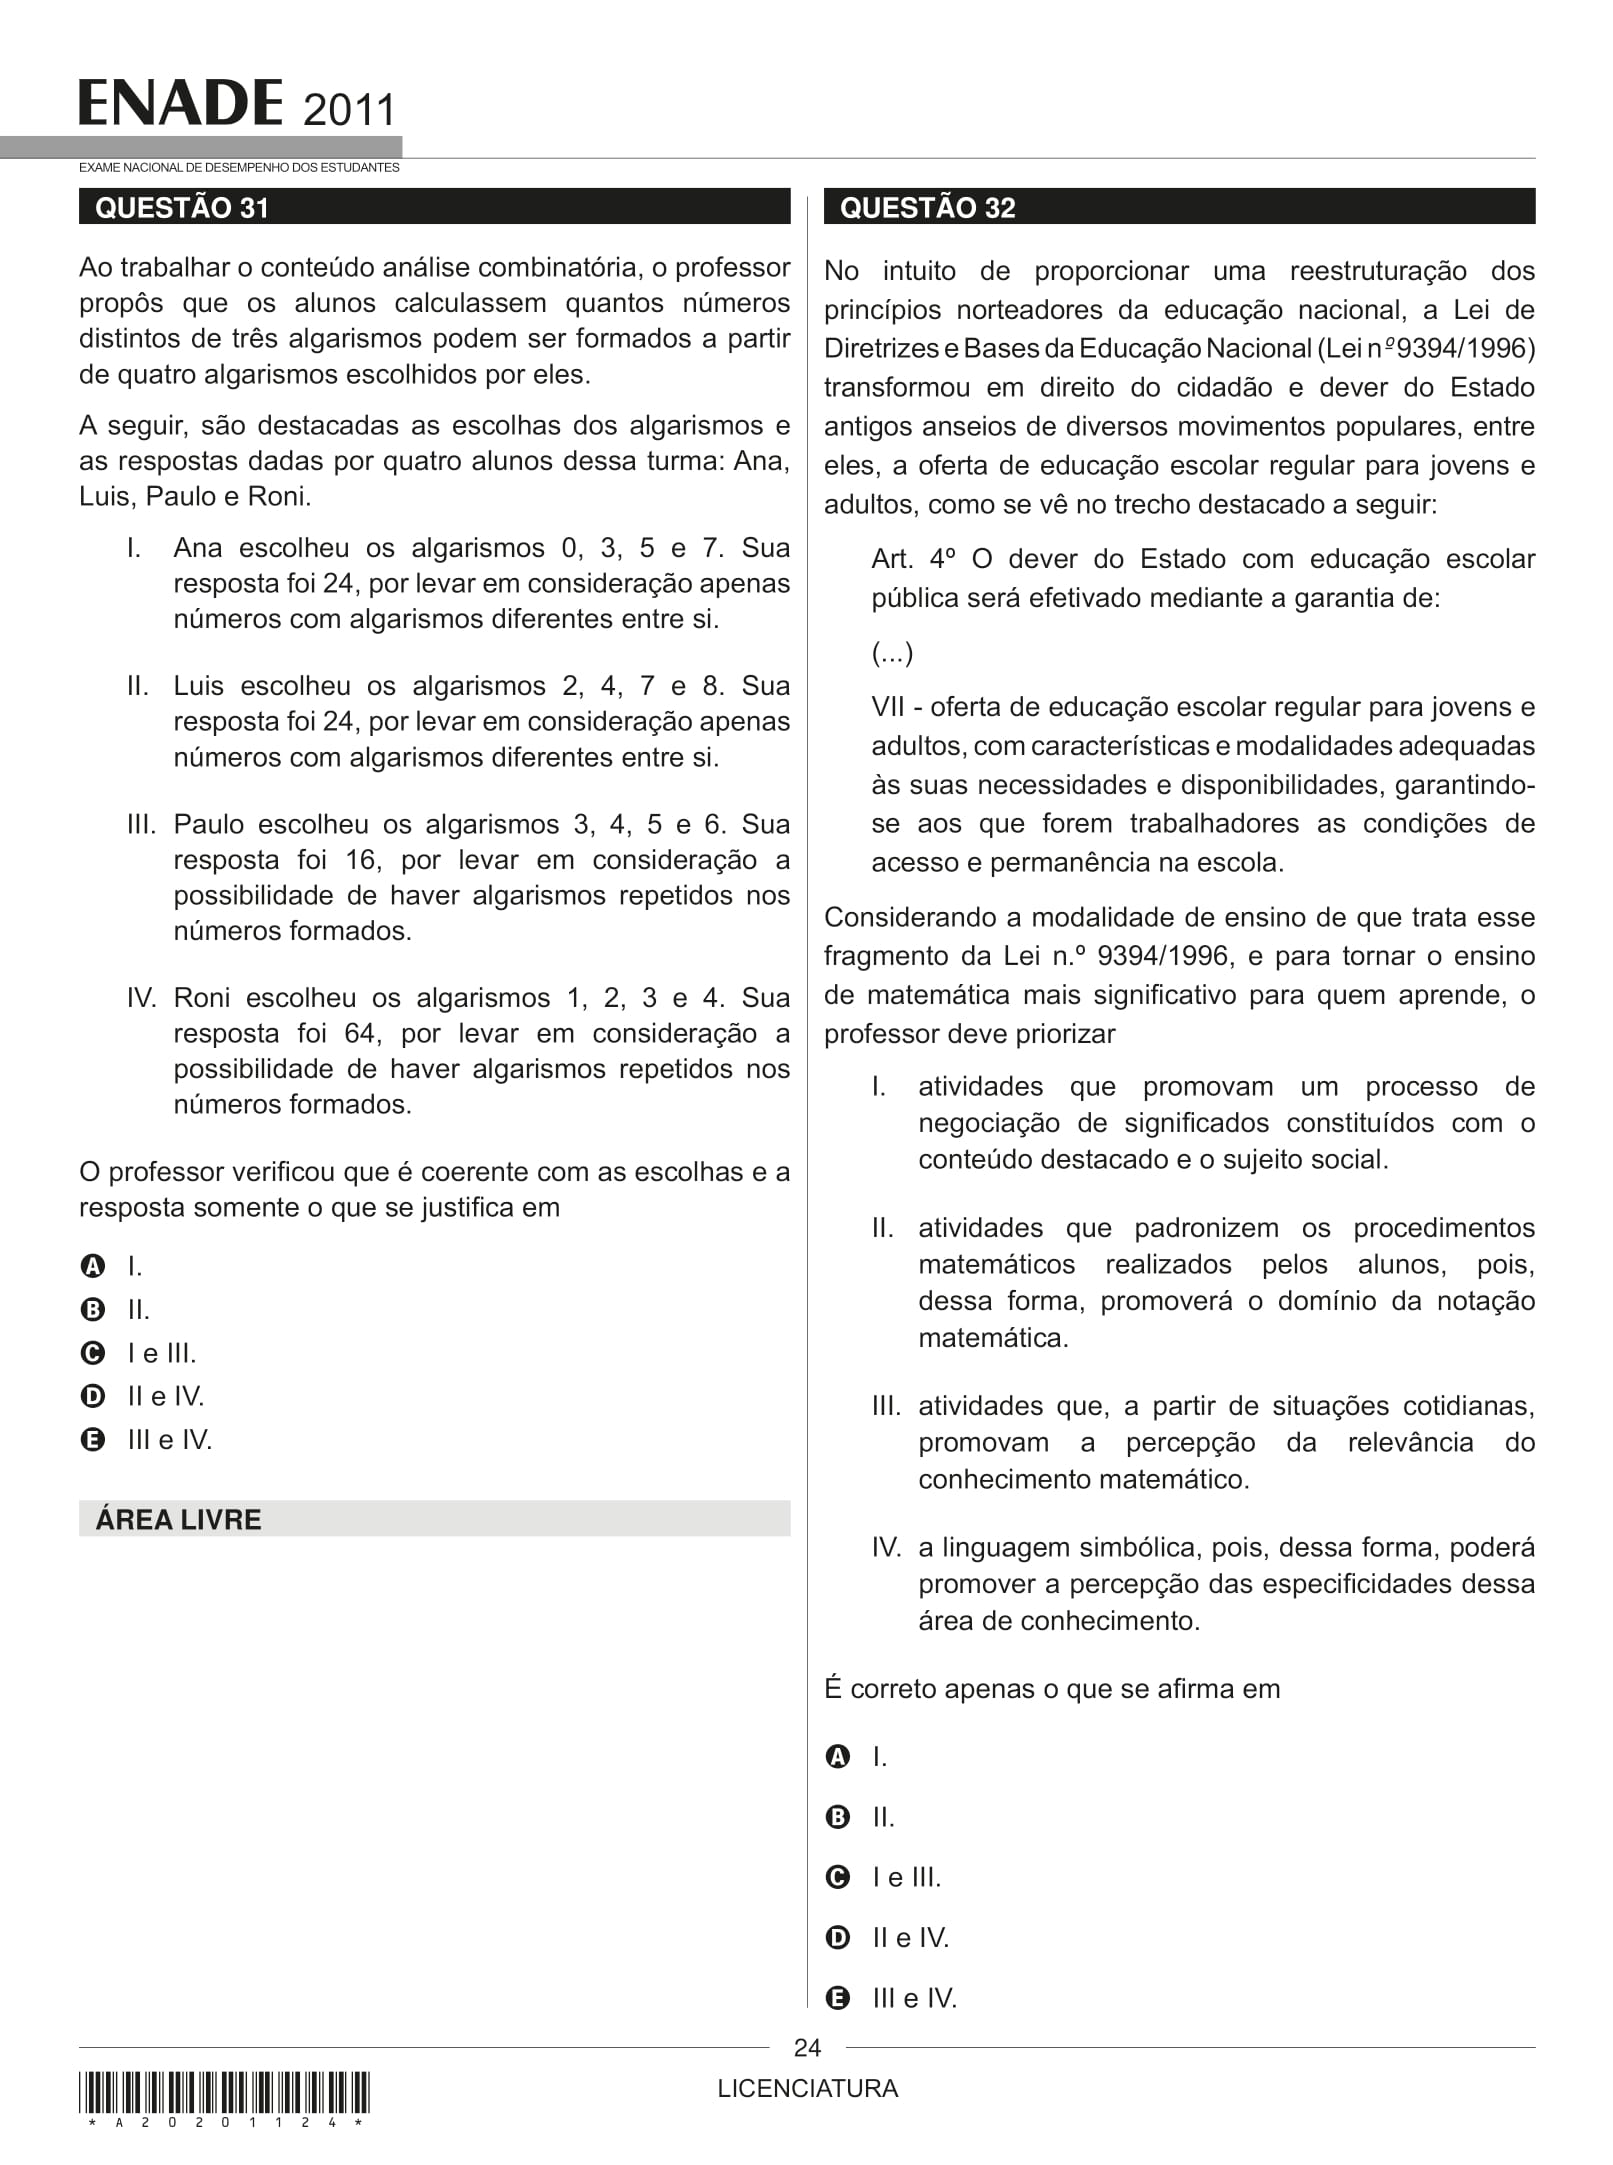 ENADE 2011
EXAME NACIONAL DE DESEMPENHO DOS ESTUDANTES
QUESTÃO 31
Ao trabalhar o conteúdo análise combinatória, o professor
propôs que os alunos calculassem quantos números
distintos de três algarismos podem ser formados a partir
de quatro algarismos escolhidos por eles.
A seguir, são destacadas as escolhas dos algarismos e
as respostas dadas por quatro alunos dessa turma: Ana,
Luis, Paulo e Roni.
I. Ana escolheu os algarismos 0, 3, 5 e 7. Sua
resposta foi 24, por levar em consideração apenas
números com algarismos diferentes entre si.
II. Luis escolheu os algarismos 2, 4, 7 e 8. Sua
resposta foi 24, por levar em consideração apenas
números com algarismos diferentes entre si.
III. Paulo escolheu os algarismos 3, 4, 5 e 6. Sua
resposta foi 16, por levar em consideração a
possibilidade de haver algarismos repetidos nos
números formados.
IV. Roni escolheu os algarismos 1, 2, 3 e 4. Sua
resposta foi 64, por levar em consideração a
possibilidade de haver algarismos repetidos nos
números formados.
O professor verificou que é coerente com as escolhas e a
resposta somente o que se justifica em
A I.
B II.
C I e III.
D II e IV.
E III e IV.
ÁREA LIVRE
QUESTÃO 32
No intuito de proporcionar uma reestruturação dos
princípios norteadores da educação nacional, a Lei de
Diretrizes e Bases da Educação Nacional (Lei nº 9394/1996)
transformou em direito do cidadão e dever do Estado
antigos anseios de diversos movimentos populares, entre
eles, a oferta de educação escolar regular para jovens e
adultos, como se vê no trecho destacado a seguir:
Art. 4º O dever do Estado com educação escolar
pública será efetivado mediante a garantia de:
(...)
VII - oferta de educação escolar regular para jovens e
adultos, com características e modalidades adequadas
às suas necessidades e disponibilidades, garantindo-
se aos que forem trabalhadores as condições de
acesso e permanência na escola.
Considerando a modalidade de ensino de que trata esse
fragmento da Lei n.º 9394/1996, e para tornar o ensino
de matemática mais significativo para quem aprende, o
professor deve priorizar
I. atividades que promovam um processo de
negociação de significados constituídos com o
conteúdo destacado e o sujeito social.
II. atividades que padronizem os procedimentos
matemáticos realizados pelos alunos, pois,
dessa forma, promoverá o domínio da notação
matemática.
III. atividades que, a partir de situações cotidianas,
promovam a percepção da relevância do
conhecimento matemático.
IV. a linguagem simbólica, pois, dessa forma, poderá
promover a percepção das especificidades dessa
área de conhecimento.
É correto apenas o que se afirma em
A I.
B II.
C I e III.
D II e IV.
E III e IV.
24
LICENCIATURA
* A 2 0 2 0 1 1 2 4 *